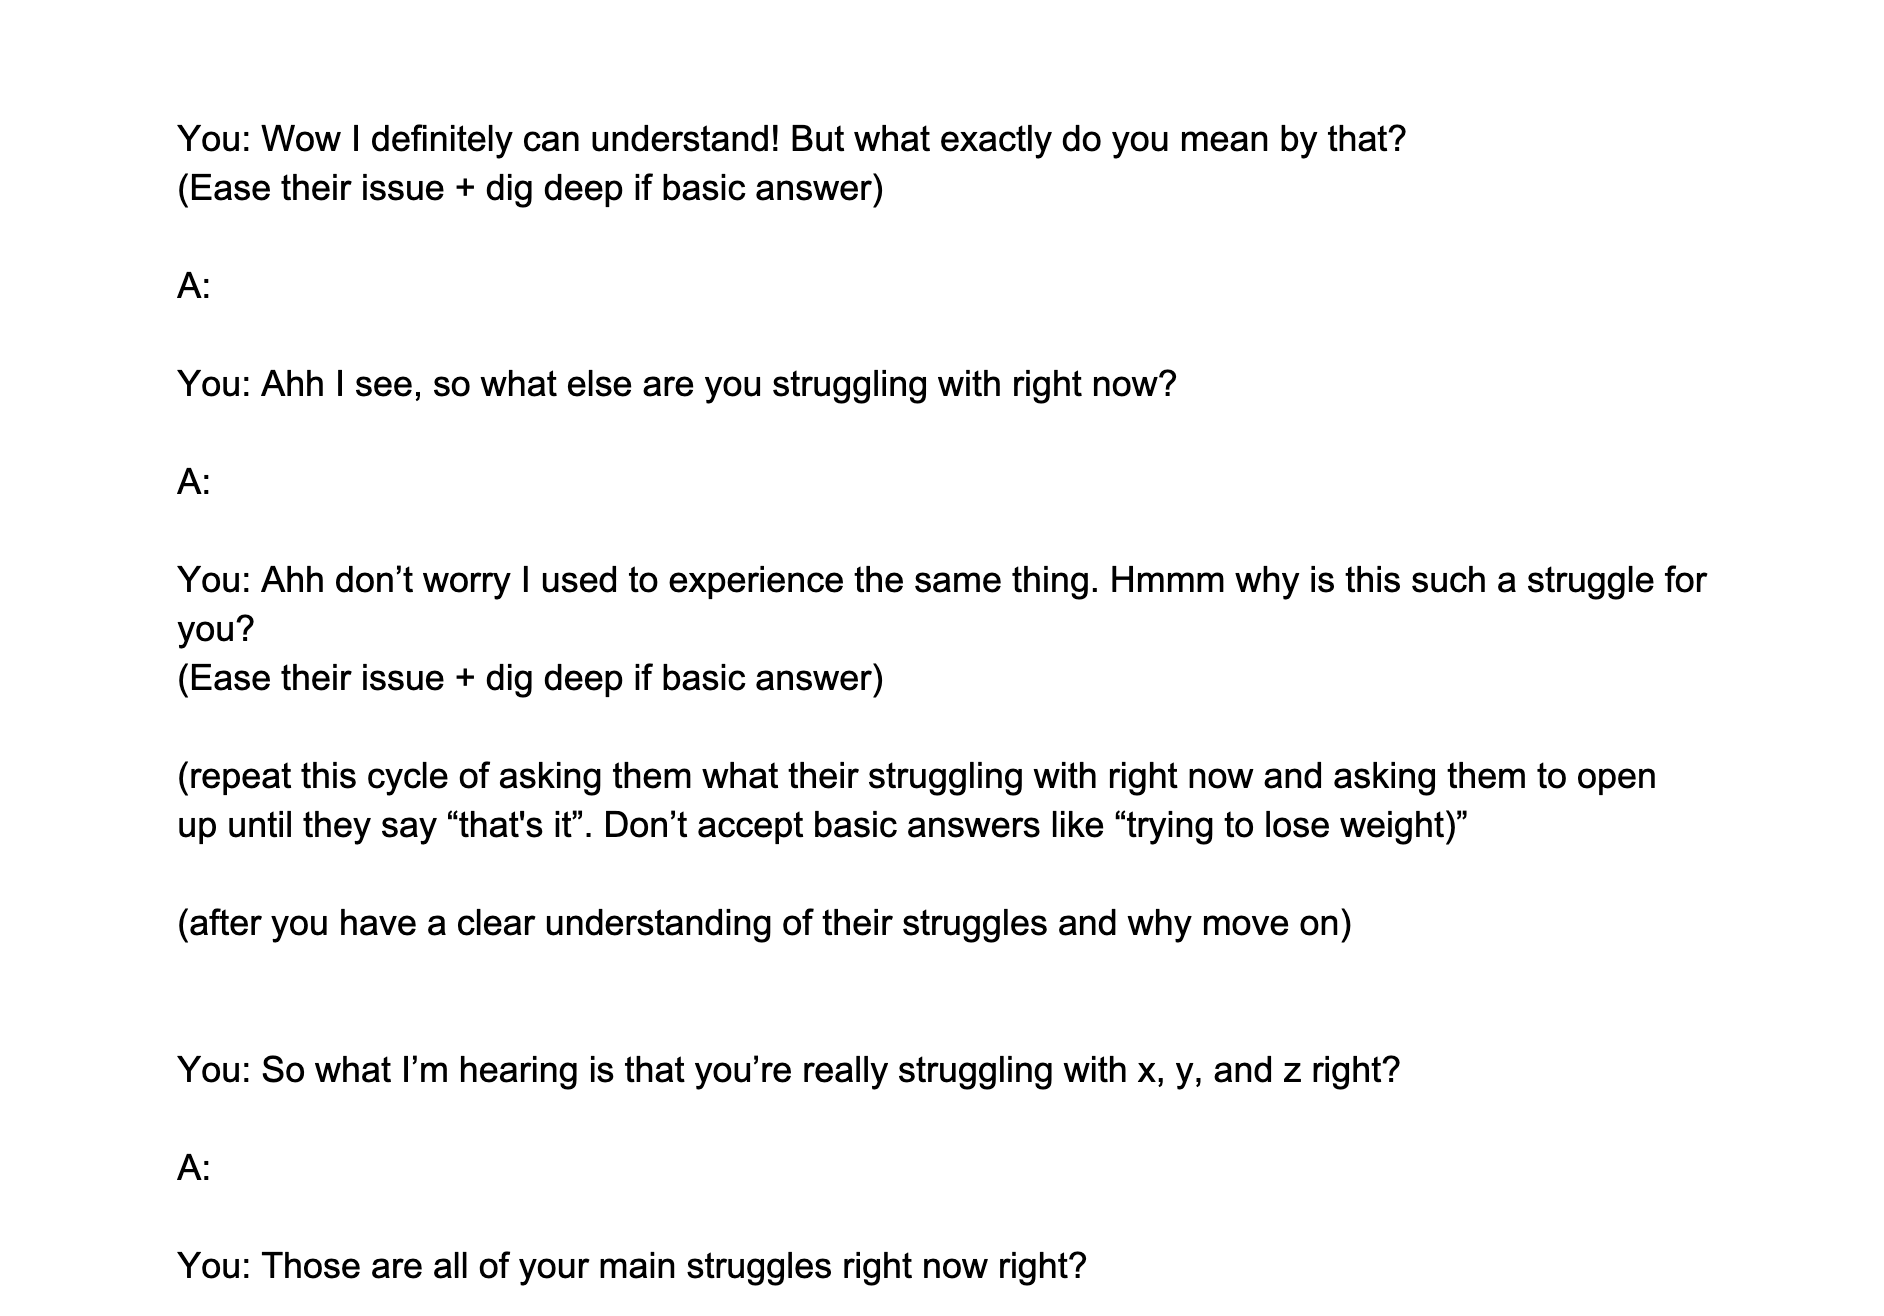 You: Wow I definitely can understand! But what exactly do you mean by that?
(Ease their issue + dig deep if basic answer)
A:
You: Ahh I see, so what else are you struggling with right now?
A:
You: Ahh don’t worry I used to experience the same thing. Hmmm why is this such a struggle for
you?
(Ease their issue + dig deep if basic answer)
(repeat this cycle of asking them what their struggling with right now and asking them to open
up until they say “that's it”. Don’t accept basic answers like “trying to lose weight)”
(after you have a clear understanding of their struggles and why move on)
You: So what I’m hearing is that you’re really struggling with x, y, and z right?
A:
You: Those are all of your main struggles right now right?